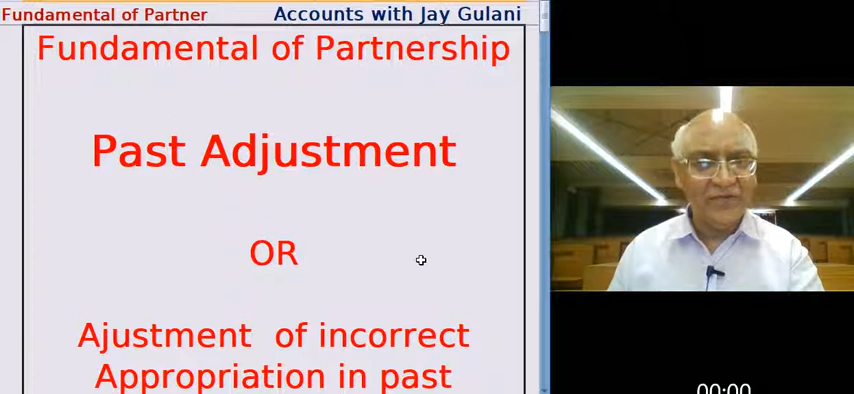 Fundamental of Partner
Accounts with Jay Gulani
Fundamental of Partnership
Past Adjustment
OR
Ajustment of incorrect
Appropriation in past
00:00